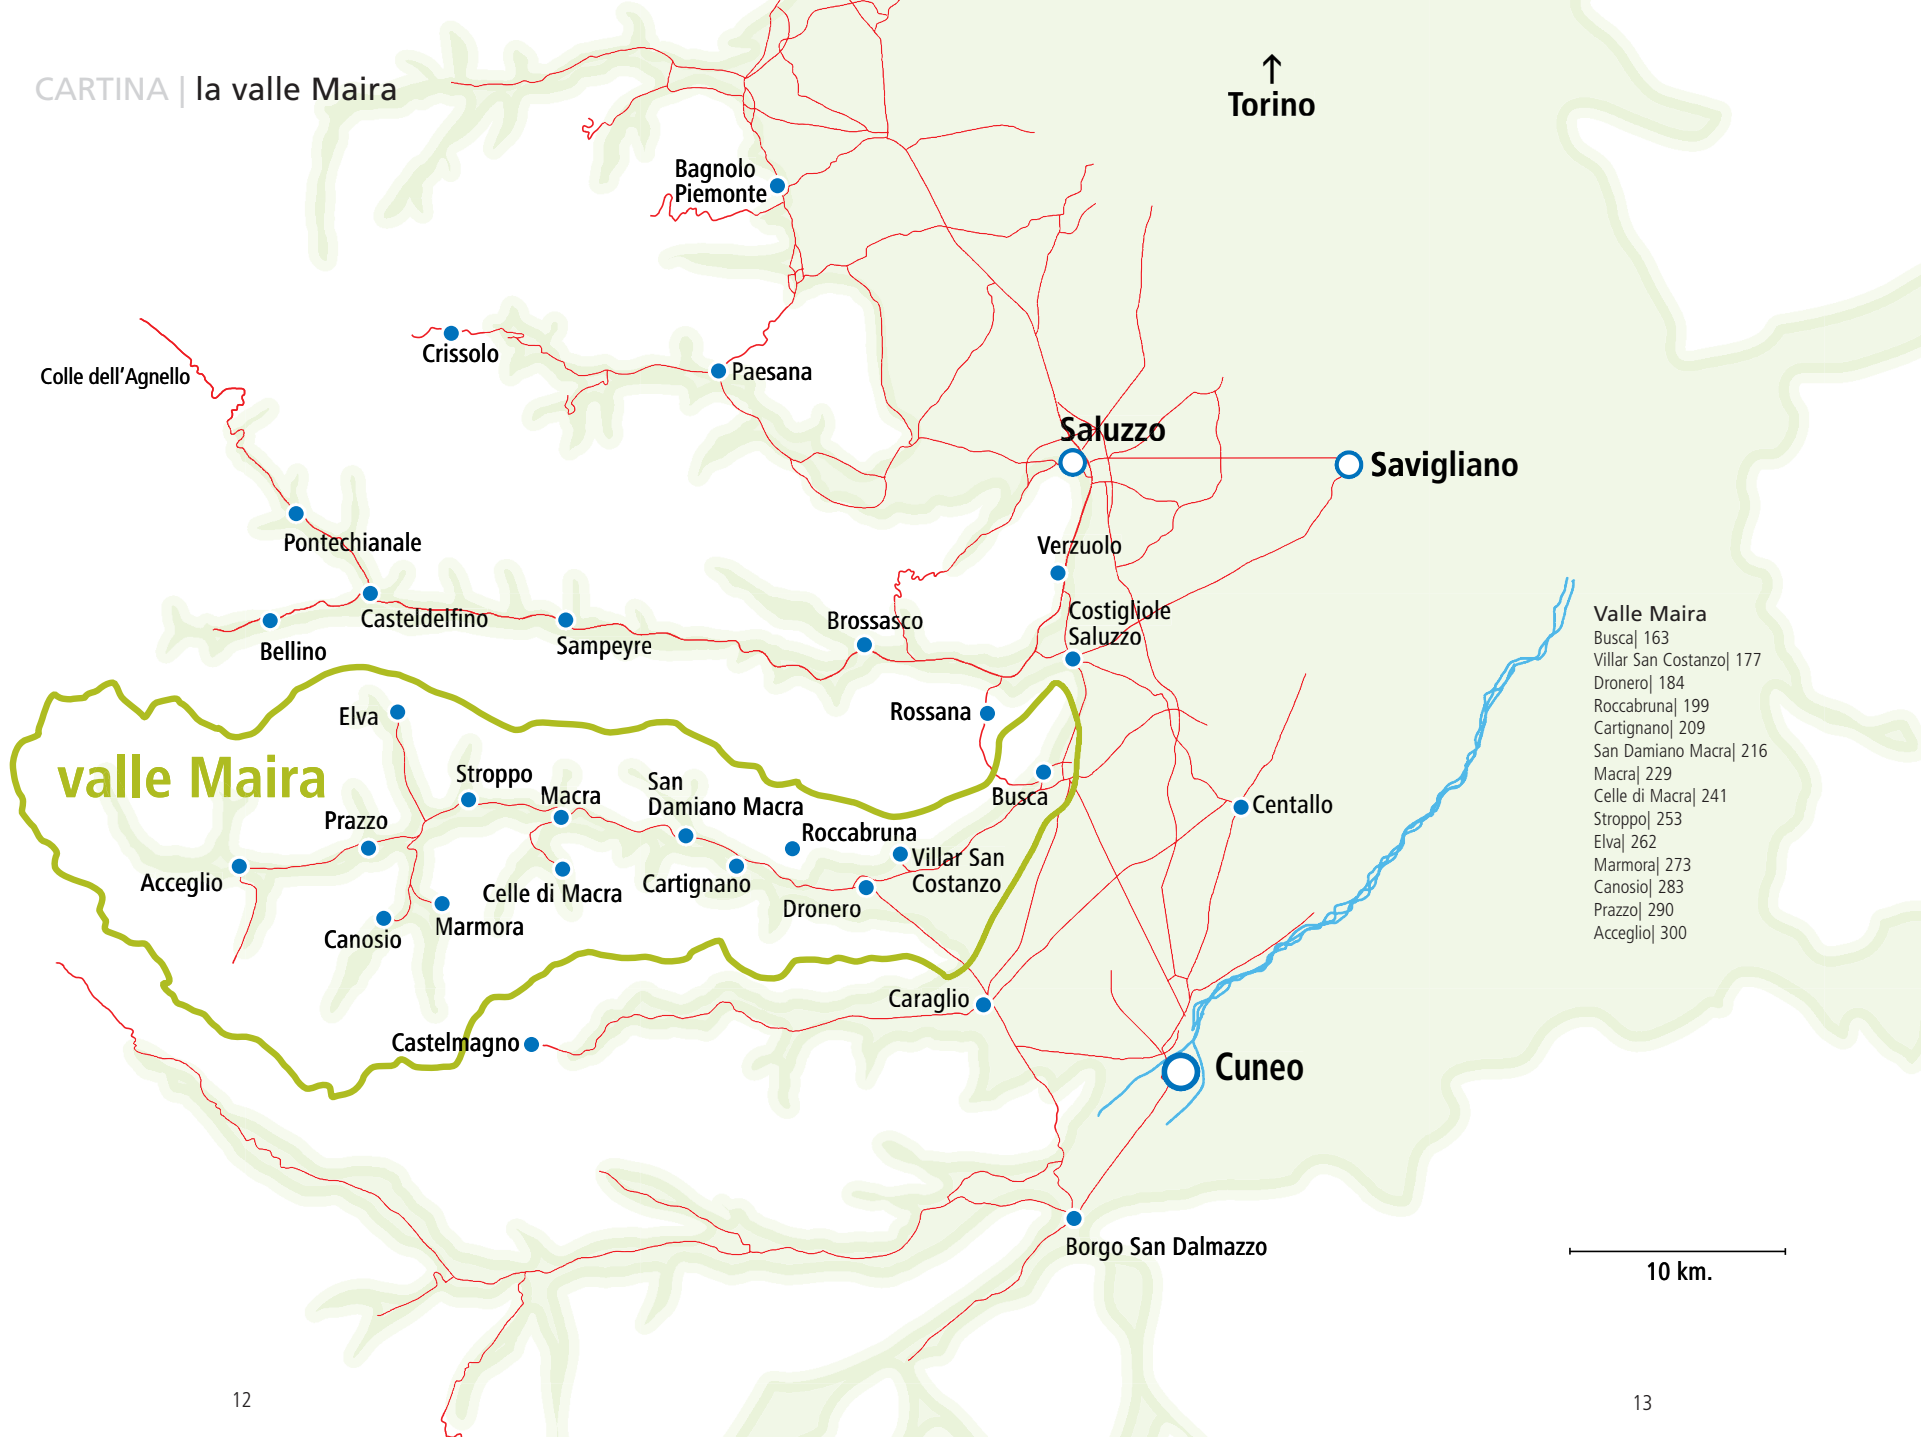 CARTINA | la valle Maira
↑
Torino
Bagnolo
Piemonte
Crissolo
Colle dell'Agnello
Paesana
Saluzzo
Savigliano
Pontechianale
Verzuolo
Casteldelfino
Costigliole
Saluzzo
Brossasco
Bellino
Sampeyre
Valle Maira
Busca| 163
Villar San Costanzo| 177
Dronero| 184
Roccabruna| 199
Cartignano| 209
San Damiano Macra| 216
Macra| 229
Celle di Macra| 241
Stroppo| 253
Elva| 262
Marmora| 273
Canosio| 283
Prazzo| 290
Acceglio| 300
Elva
Rossana
valle Maira
Stroppo
Macra
San
Damiano Macra
Busca
Centallo
Prazzo
Roccabruna
Villar San
Costanzo
Acceglio
Celle di Macra
Cartignano
Dronero
Canosio
Marmora
Caraglio
Castelmagno
Cuneo
Borgo San Dalmazzo
10 km.
12
13